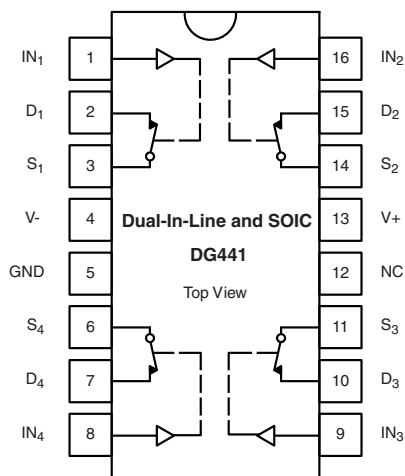 IN1 1 16 IN2
D1 2 15 D2
S1 3 14 S2
V- 4 Dual-In-Line and SOIC 13 V+
DG441
GND 5 12 NC
Top View
S4 6 11 S3
D4 7 10 D3
IN4 8 9 IN3